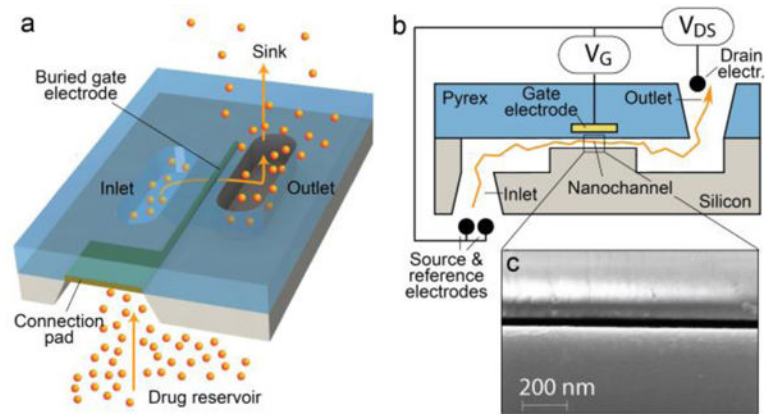 a
Sink
Buried gate
electrode
Inlet
Outlet
Connection
pad
Drug reservoir
b
V_DS
V_G
Drain
electr.
Pyrex
Gate
electrode
Outlet
Inlet
Nanochannel
Silicon
Source &
reference
electrodes
c
200 nm